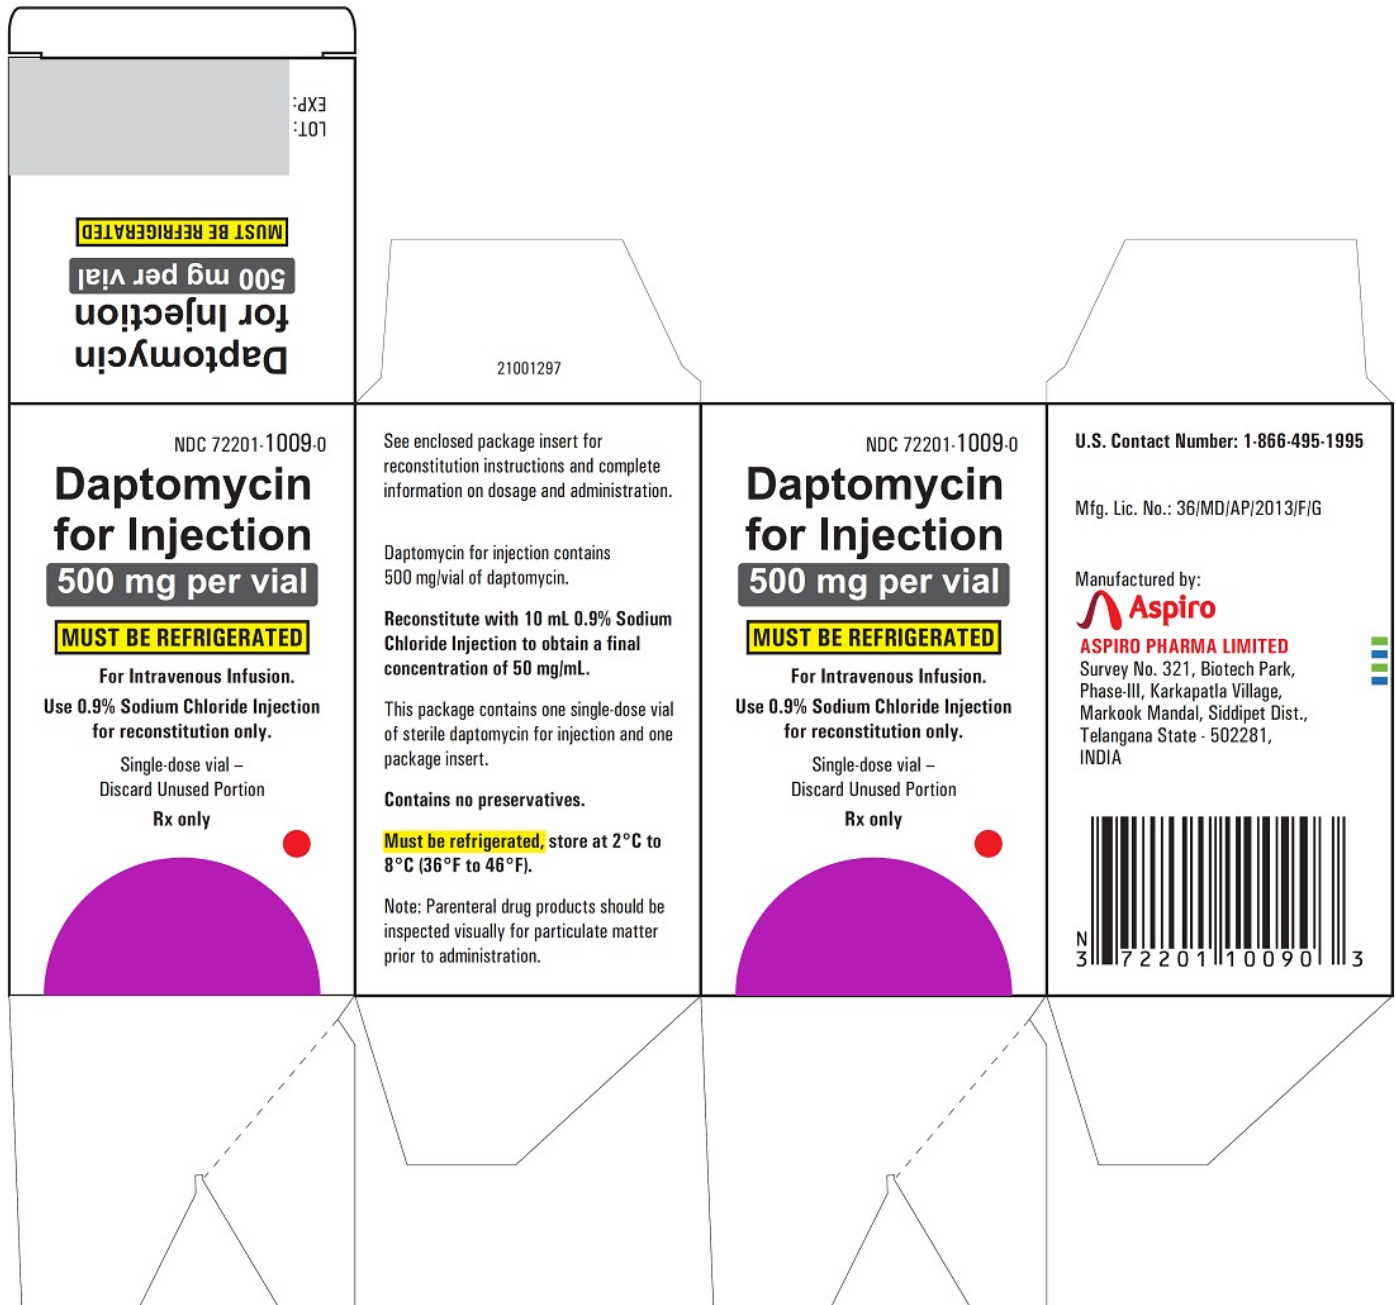 EXP:
LOT:
MUST BE REFRIGERATED
500 mg per vial
for Injection
Daptomycin
21001297
NDC 72201-1009-0
Daptomycin
for Injection
500 mg per vial
MUST BE REFRIGERATED
For Intravenous Infusion.
Use 0.9% Sodium Chloride Injection
for reconstitution only.
Single-dose vial –
Discard Unused Portion
Rx only
See enclosed package insert for
reconstitution instructions and complete
information on dosage and administration.
Daptomycin for injection contains
500 mg/vial of daptomycin.
Reconstitute with 10 mL 0.9% Sodium
Chloride Injection to obtain a final
concentration of 50 mg/mL.
This package contains one single-dose vial
of sterile daptomycin for injection and one
package insert.
Contains no preservatives.
Must be refrigerated, store at 2°C to
8°C (36°F to 46°F).
Note: Parenteral drug products should be
inspected visually for particulate matter
prior to administration.
NDC 72201-1009-0
Daptomycin
for Injection
500 mg per vial
MUST BE REFRIGERATED
For Intravenous Infusion.
Use 0.9% Sodium Chloride Injection
for reconstitution only.
Single-dose vial –
Discard Unused Portion
Rx only
U.S. Contact Number: 1-866-495-1995
Mfg. Lic. No.: 36/MD/AP/2013/F/G
Manufactured by:
Aspiro
ASPIRO PHARMA LIMITED
Survey No. 321, Biotech Park,
Phase-III, Karkapatla Village,
Markook Mandal, Siddipet Dist.,
Telangana State - 502281,
INDIA
N
3 72201 10090 3